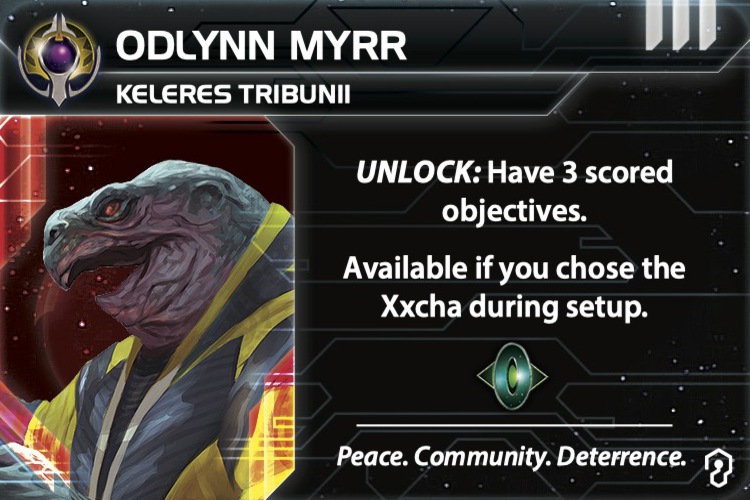 ODLYNN MYRR
KELERES TRIBUNII
UNLOCK: Have 3 scored
objectives.
Available if you chose the
Xxcha during setup.
Peace. Community. Deterrence.